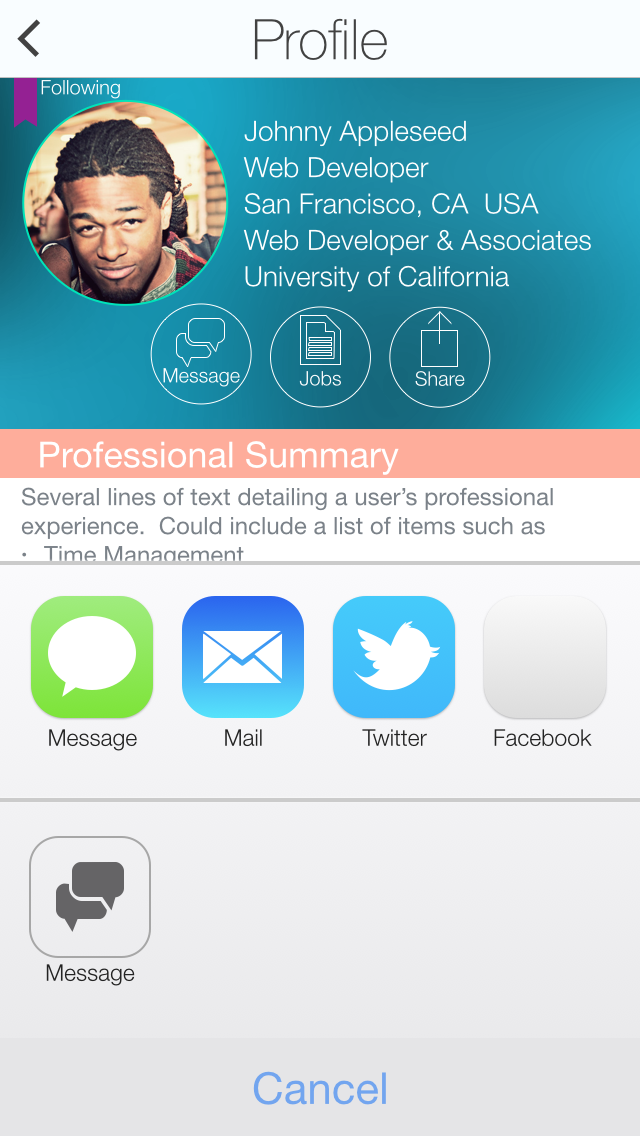 Profile
Following
Johnny Appleseed
Web Developer
San Francisco, CA  USA
Web Developer & Associates
University of California
Message
Jobs
Share
Professional Summary
Several lines of text detailing a user’s professional
experience.  Could include a list of items such as
· Time Management
Message
Mail
Twitter
Facebook
Message
Cancel